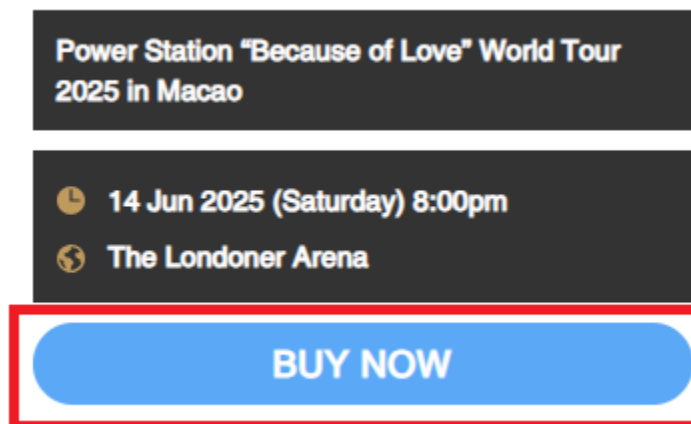 Power Station “Because of Love” World Tour
2025 in Macao
14 Jun 2025 (Saturday) 8:00pm
The Londoner Arena
BUY NOW